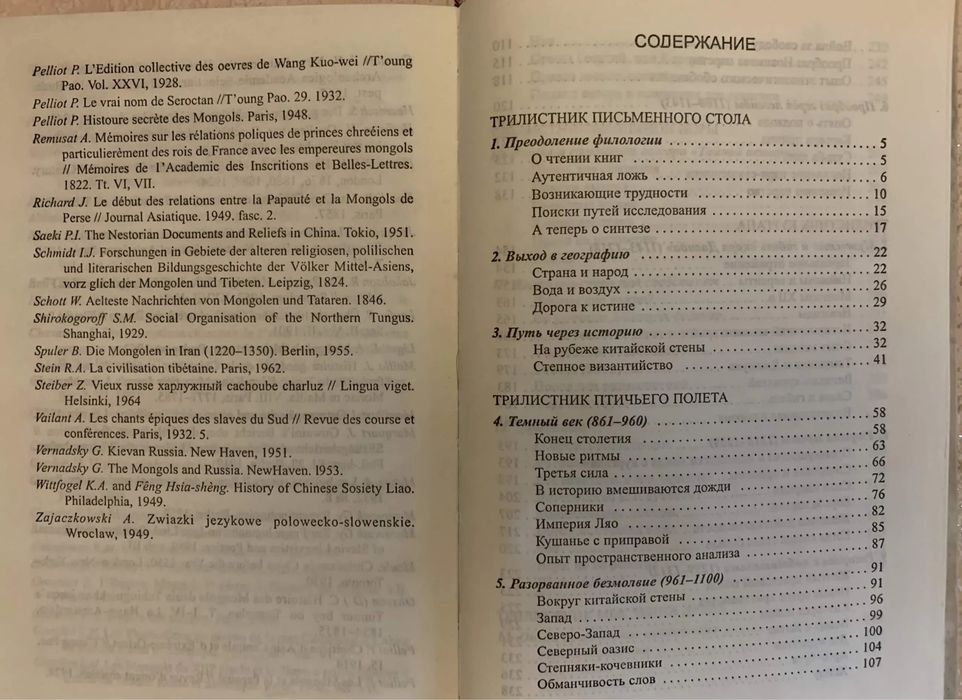 Pelliot P. L'Edition collective des oevres de Wang Kuo-wei //T'oung
Pao. Vol. XXVI, 1928.
Pelliot P. Le vrai nom de Seroctan //T'oung Pao. 29. 1932.
Pelliot P. Histoure secrète des Mongols. Paris, 1948.
Remusat A. Mémoires sur les rélations poliques de princes chreéiens et
particulierèment des rois de France avec les empereures mongols
// Mémoires de l'Academic des Inscritions et Belles-Lettres.
1822. Tt. VI, VII.
Richard J. Le début des relations entre la Papauté et la Mongols de
Perse // Journal Asiatique. 1949. fasc. 2.
Saeki P.I. The Nestorian Documents and Reliefs in China. Tokio, 1951.
Schmidt I.J. Forschungen in Gebiete der alteren religiosen, polilischen
und literarischen Bildungsgeschichte der Völker Mittel-Asiens,
vorz glich der Mongolen und Tibeten. Leipzig, 1824.
Schott W. Aelteste Nachrichten von Mongolen und Tataren. 1846.
Shirokogoroff S.M. Social Organisation of the Northern Tungus.
Shanghai, 1929.
Spuler B. Die Mongolen in Iran (1220–1350). Berlin, 1955.
Stein R.A. La civilisation tibétaine. Paris, 1962.
Steiber Z. Vieux russe харлужный cachoube charluz // Lingua viget.
Helsinki, 1964
Vailant A. Les chants épiques des slaves du Sud // Revue des course et
conférences. Paris, 1932. 5.
Vernadsky G. Kievan Russia. New Haven, 1951.
Vernadsky G. The Mongols and Russia. NewHaven. l953.
Wittfogel K.A. and Fêng Hsia-shèng. History of Chinese Sosiety Liao.
Philadelphia, 1949.
Zajaczkowski A. Zwiazki jezykowe polowecko-slowenskie.
Wroclaw, 1949.
СОДЕРЖАНИЕ
ТРИЛИСТНИК ПИСЬМЕННОГО СТОЛА
1. Преодоление филологии 5
О чтении книг 5
Аутентичная ложь 6
Возникающие трудности 10
Поиски путей исследования 15
А теперь о синтезе 17
2. Выход в географию 22
Страна и народ 22
Вода и воздух 26
Дорога к истине 29
3. Путь через историю 32
На рубеже китайской стены 32
Степное византийство 41
ТРИЛИСТНИК ПТИЧЬЕГО ПОЛЕТА
4. Темный век (861–960) 58
Конец столетия 58
Новые ритмы 63
Третья сила 66
В историю вмешиваются дожди 72
Соперники 76
Империя Ляо 82
Кушанье с приправой 85
Опыт пространственного анализа 87
5. Разорванное безмолвие (961–1100) 91
Вокруг китайской стены 91
Запад 96
Северо-Запад 99
Северный оазис 100
Степняки-кочевники 104
Обманчивость слов 107